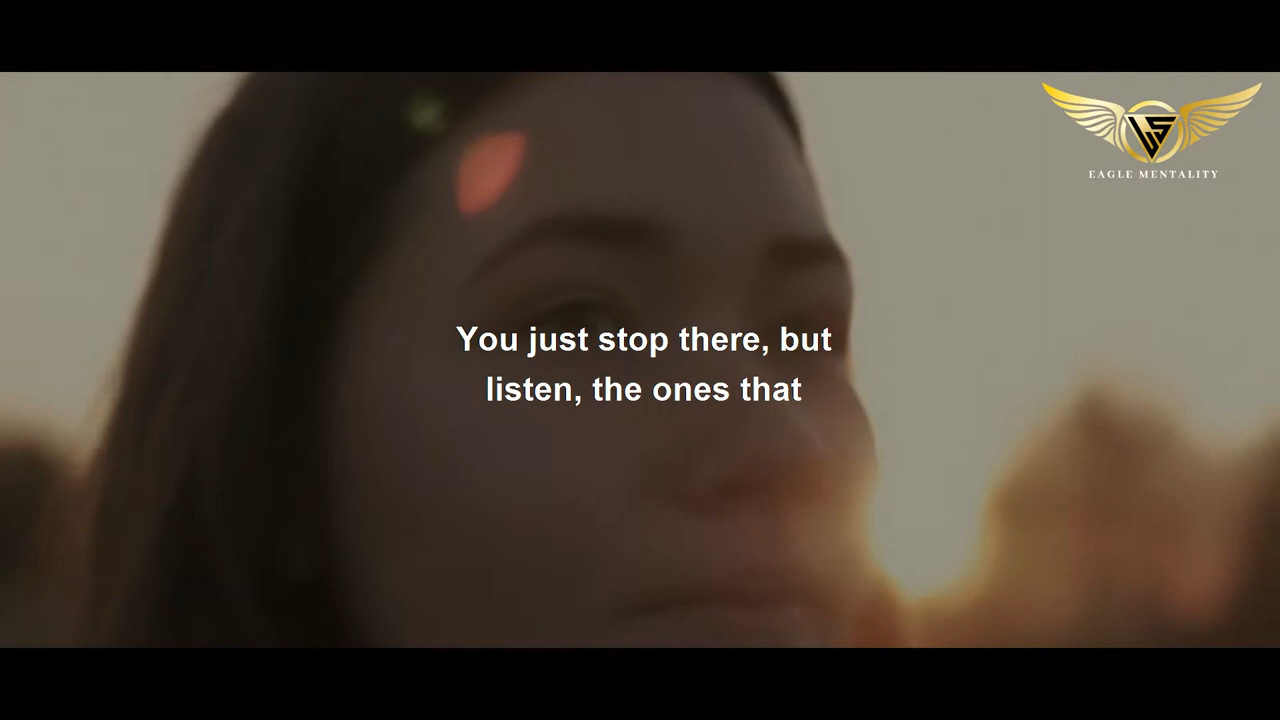 EAGLE MENTALITY
You just stop there, but
listen, the ones that